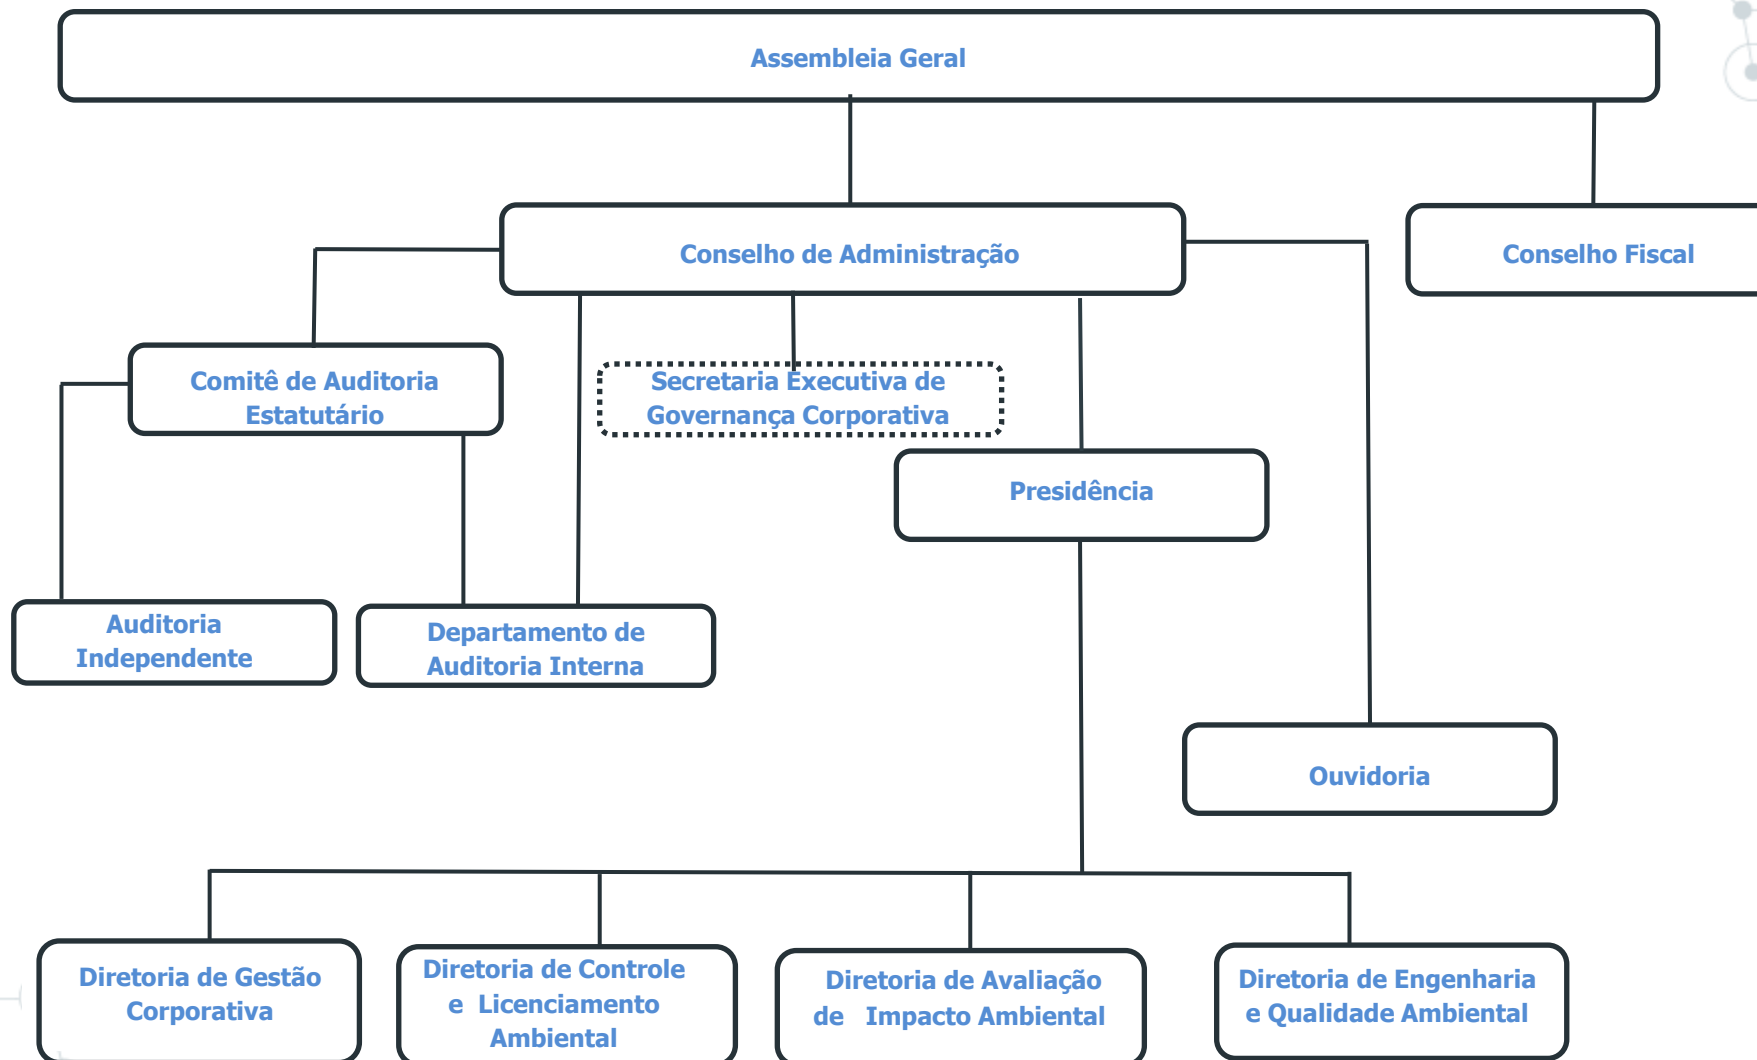 Assembleia Geral
Conselho de Administração
Conselho Fiscal
Comitê de Auditoria
Estatutário
Secretaria Executiva de
Governança Corporativa
Presidência
Auditoria
Independente
Departamento de
Auditoria Interna
Ouvidoria
Diretoria de Gestão
Corporativa
Diretoria de Controle
e Licenciamento
Ambiental
Diretoria de Avaliação
de Impacto Ambiental
Diretoria de Engenharia
e Qualidade Ambiental